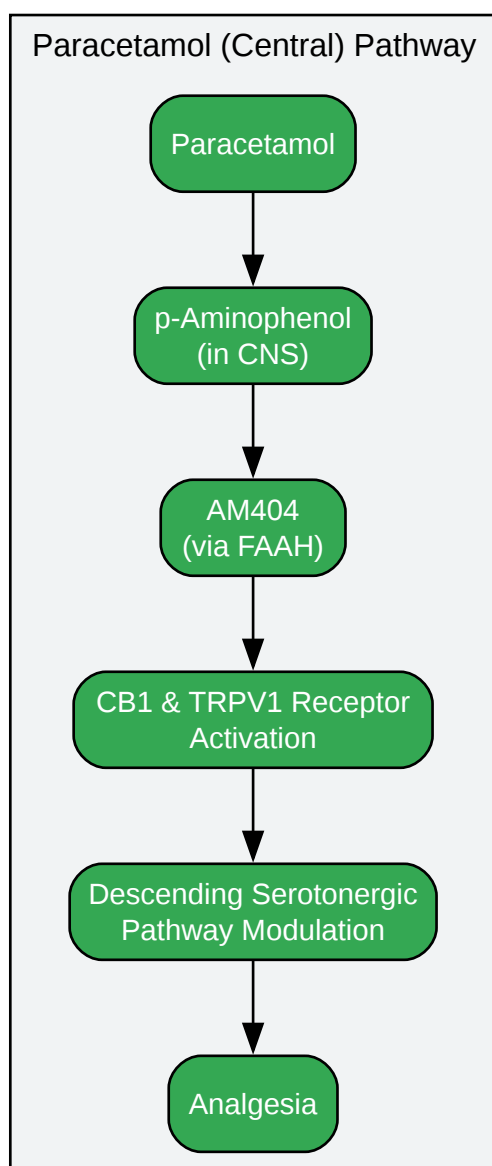 Paracetamol (Central) Pathway
Paracetamol
p-Aminophenol
(in CNS)
AM404
(via FAAH)
CB1 & TRPV1 Receptor
Activation
Descending Serotonergic
Pathway Modulation
Analgesia